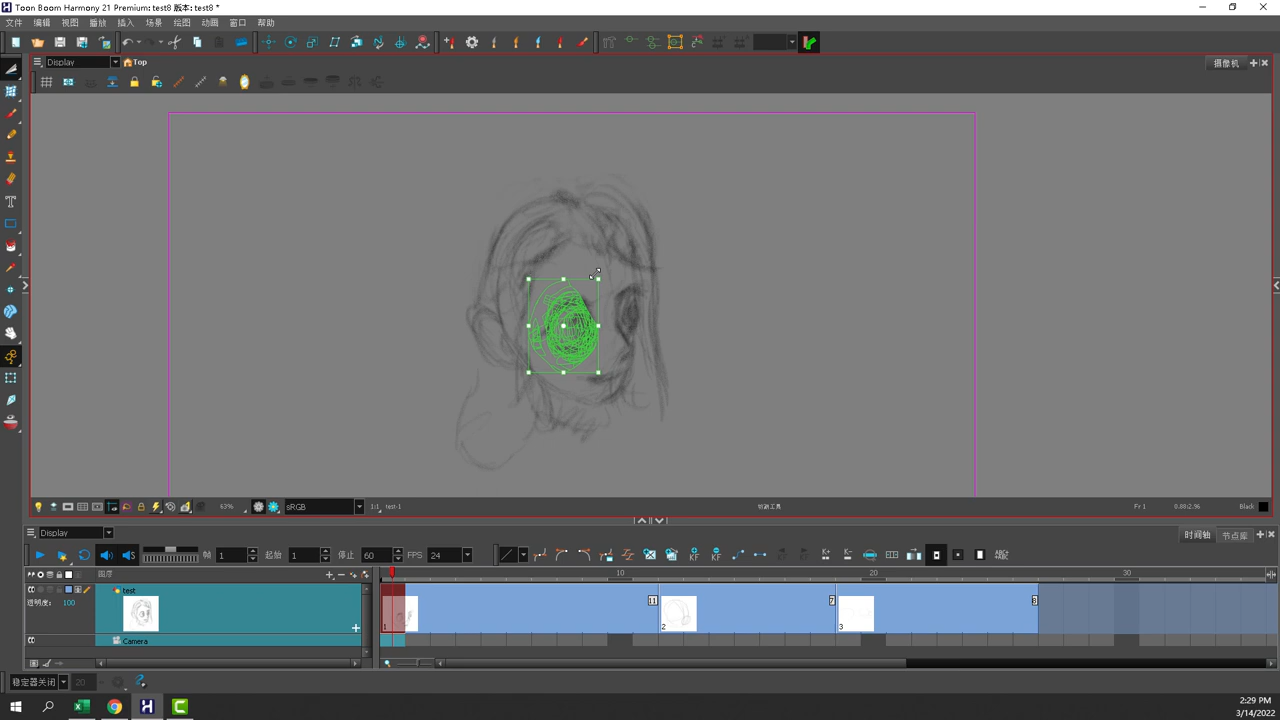 Toon Boom Harmony 21 Premium: test8 版本: test8 *
文件 编辑 视图 播放 插入 场景 绘图 动画 窗口 帮助
Display Top 摄像机
63% sRGB 1:1 test-1 Fr 1 Black
Display 时间轴 节点库
帧 1 起始 1 停止 60 FPS 24
图层 10 20 30
test
透明度: 100
1 11 2 7 3 8
Camera
稳定器关闭 20
2:29 PM
3/14/2022